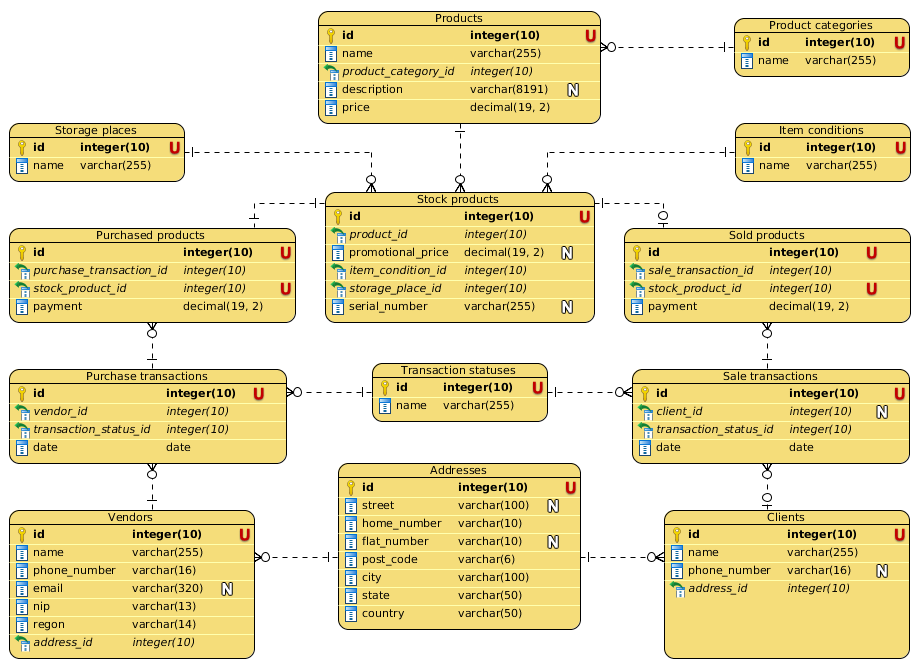 Products
id integer(10) U
name varchar(255)
product_category_id integer(10)
description varchar(8191) N
price decimal(19, 2)
Product categories
id integer(10) U
name varchar(255)
Storage places
id integer(10) U
name varchar(255)
Item conditions
id integer(10) U
name varchar(255)
Stock products
id integer(10) U
product_id integer(10)
promotional_price decimal(19, 2) N
item_condition_id integer(10)
storage_place_id integer(10)
serial_number varchar(255) N
Purchased products
id integer(10) U
purchase_transaction_id integer(10)
stock_product_id integer(10) U
payment decimal(19, 2)
Sold products
id integer(10) U
sale_transaction_id integer(10)
stock_product_id integer(10) U
payment decimal(19, 2)
Purchase transactions
id integer(10) U
vendor_id integer(10)
transaction_status_id integer(10)
date date
Transaction statuses
id integer(10) U
name varchar(255)
Sale transactions
id integer(10) U
client_id integer(10) N
transaction_status_id integer(10)
date date
Vendors
id integer(10) U
name varchar(255)
phone_number varchar(16)
email varchar(320) N
nip varchar(13)
regon varchar(14)
address_id integer(10)
Addresses
id integer(10) U
street varchar(100) N
home_number varchar(10)
flat_number varchar(10) N
post_code varchar(6)
city varchar(100)
state varchar(50)
country varchar(50)
Clients
id integer(10) U
name varchar(255)
phone_number varchar(16) N
address_id integer(10)